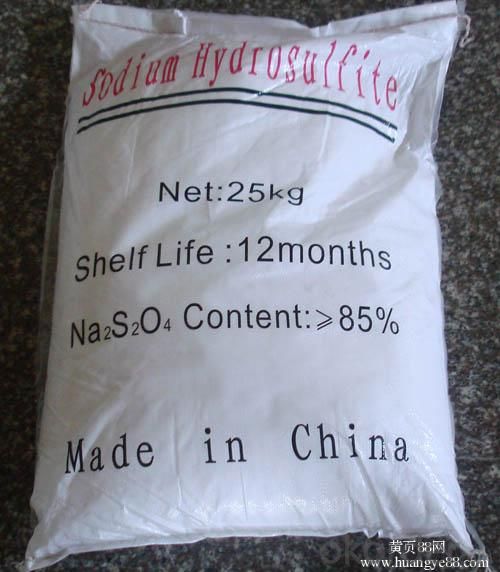 Sodium Hydrosulfite
Net:25kg
Shelf Life :12months
Na₂S₂O₄ Content:≥85%
Made in China
黄页88网
www.huangye88.com